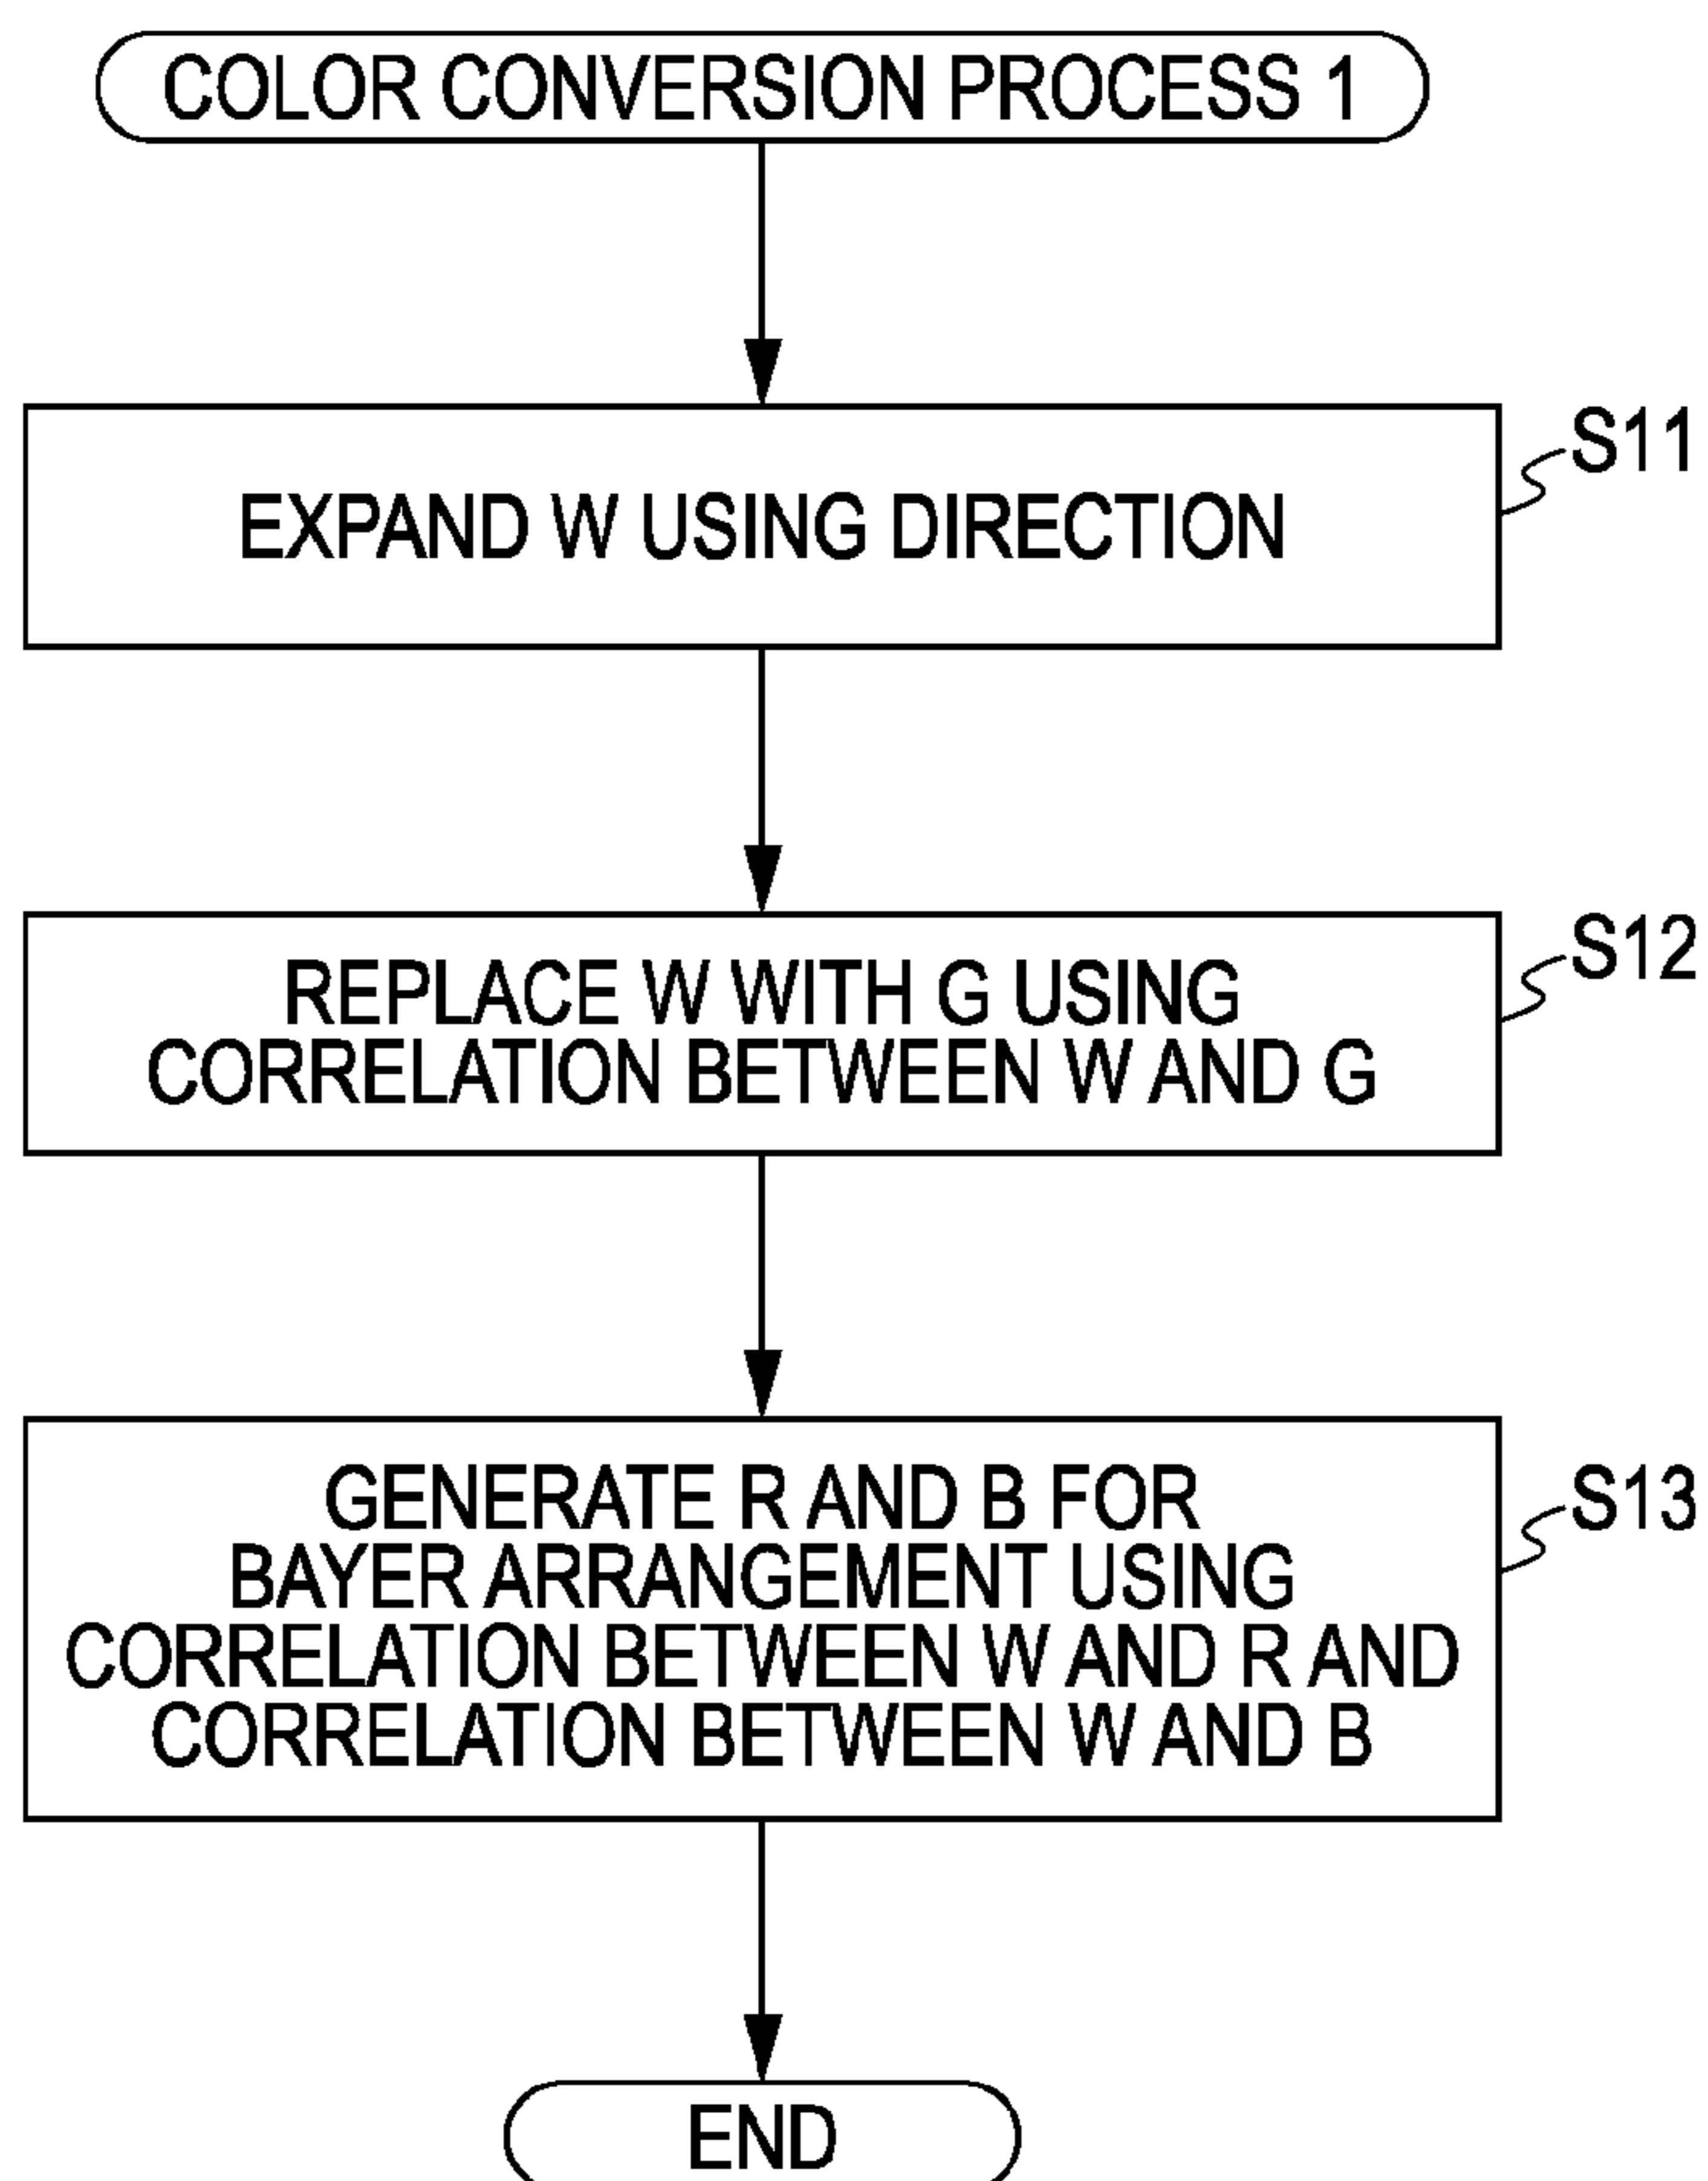 COLOR CONVERSION PROCESS 1
S11
EXPAND W USING DIRECTION
S12
REPLACE W WITH G USING
CORRELATION BETWEEN W AND G
S13
GENERATE R AND B FOR
BAYER ARRANGEMENT USING
CORRELATION BETWEEN W AND R AND
CORRELATION BETWEEN W AND B
END